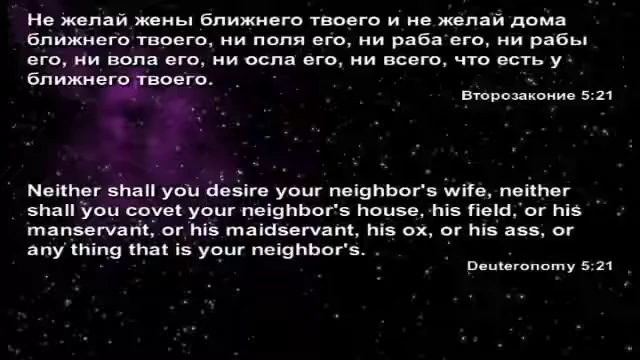 Не желай жены ближнего твоего и не желай дома
ближнего твоего, ни поля его, ни раба его, ни рабы
его, ни вола его, ни осла его, ни всего, что есть у
ближнего твоего.
Второзаконие 5:21
Neither shall you desire your neighbor's wife, neither
shall you covet your neighbor's house, his field, or his
manservant, or his maidservant, his ox, or his ass, or
any thing that is your neighbor's.
Deuteronomy 5:21